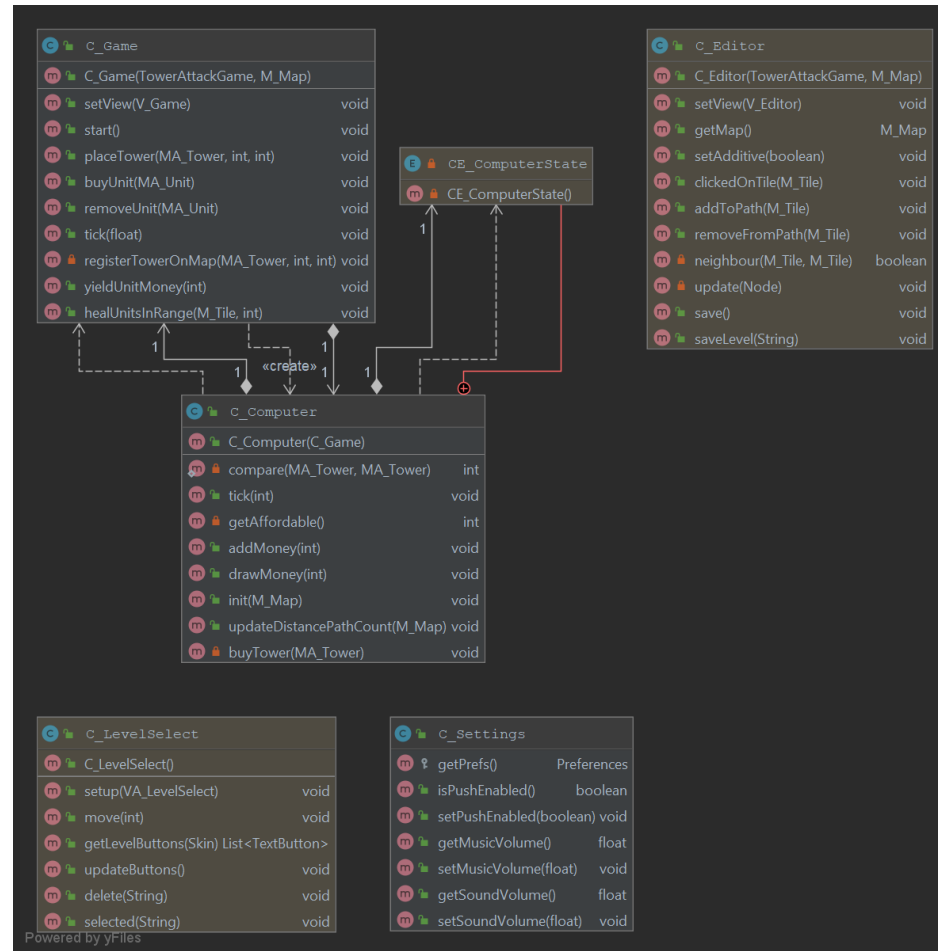 C_Game
C_Game(TowerAttackGame, M_Map)
setView(V_Game) void
start() void
placeTower(MA_Tower, int, int) void
buyUnit(MA_Unit) void
removeUnit(MA_Unit) void
tick(float) void
registerTowerOnMap(MA_Tower, int, int) void
yieldUnitMoney(int) void
healUnitsInRange(M_Tile, int) void
E CE_ComputerState
m CE_ComputerState()
C_Editor
C_Editor(TowerAttackGame, M_Map)
setView(V_Editor) void
getMap() M_Map
setAdditive(boolean) void
clickedOnTile(M_Tile) void
addToPath(M_Tile) void
removeFromPath(M_Tile) void
neighbour(M_Tile, M_Tile) boolean
update(Node) void
save() void
saveLevel(String) void
1
1
1
«create»
1
1
C_Computer
C_Computer(C_Game)
compare(MA_Tower, MA_Tower) int
tick(int) void
getAffordable() int
addMoney(int) void
drawMoney(int) void
init(M_Map) void
updateDistancePathCount(M_Map) void
buyTower(MA_Tower) void
C_LevelSelect
C_LevelSelect()
setup(VA_LevelSelect) void
move(int) void
getLevelButtons(Skin) List<TextButton>
updateButtons() void
delete(String) void
selected(String) void
C_Settings
getPrefs() Preferences
isPushEnabled() boolean
setPushEnabled(boolean) void
getMusicVolume() float
setMusicVolume(float) void
getSoundVolume() float
setSoundVolume(float) void
Powered by yFiles